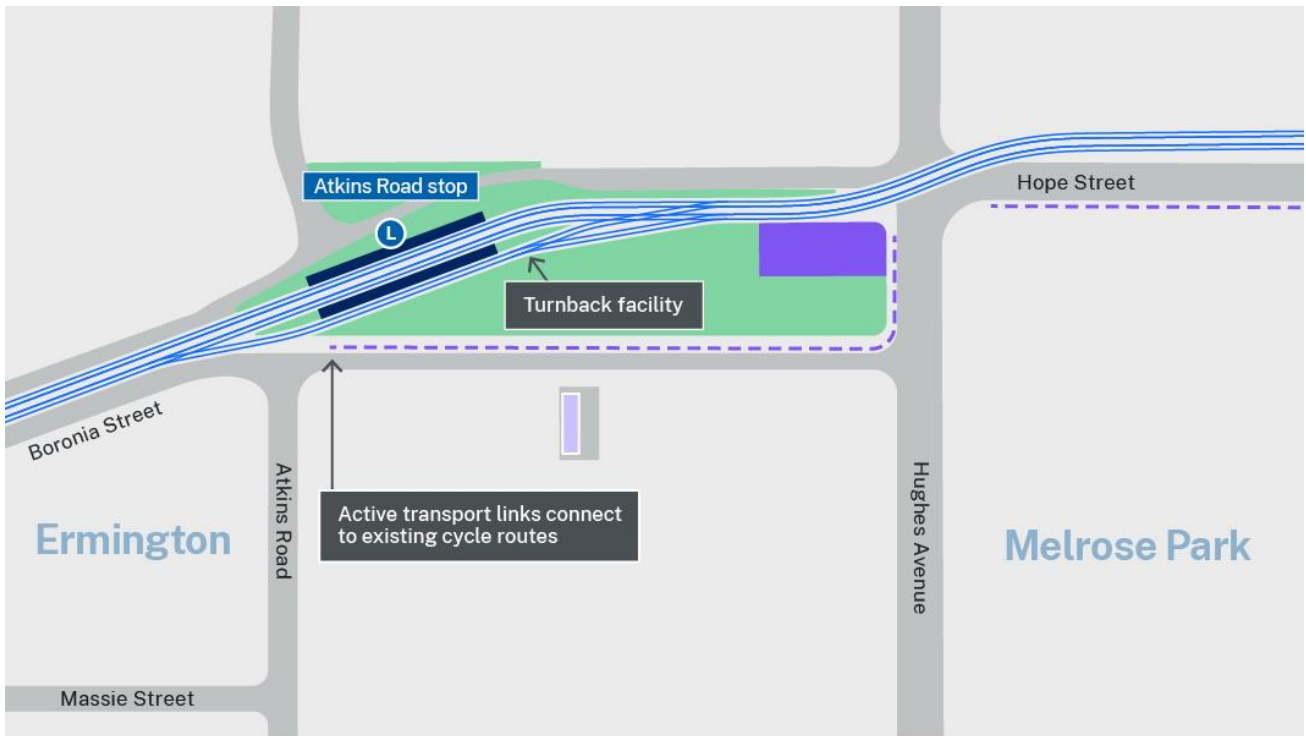 Atkins Road stop
L
Hope Street
Turnback facility
Boronia Street
Atkins Road
Active transport links connect
to existing cycle routes
Hughes Avenue
Ermington
Melrose Park
Massie Street